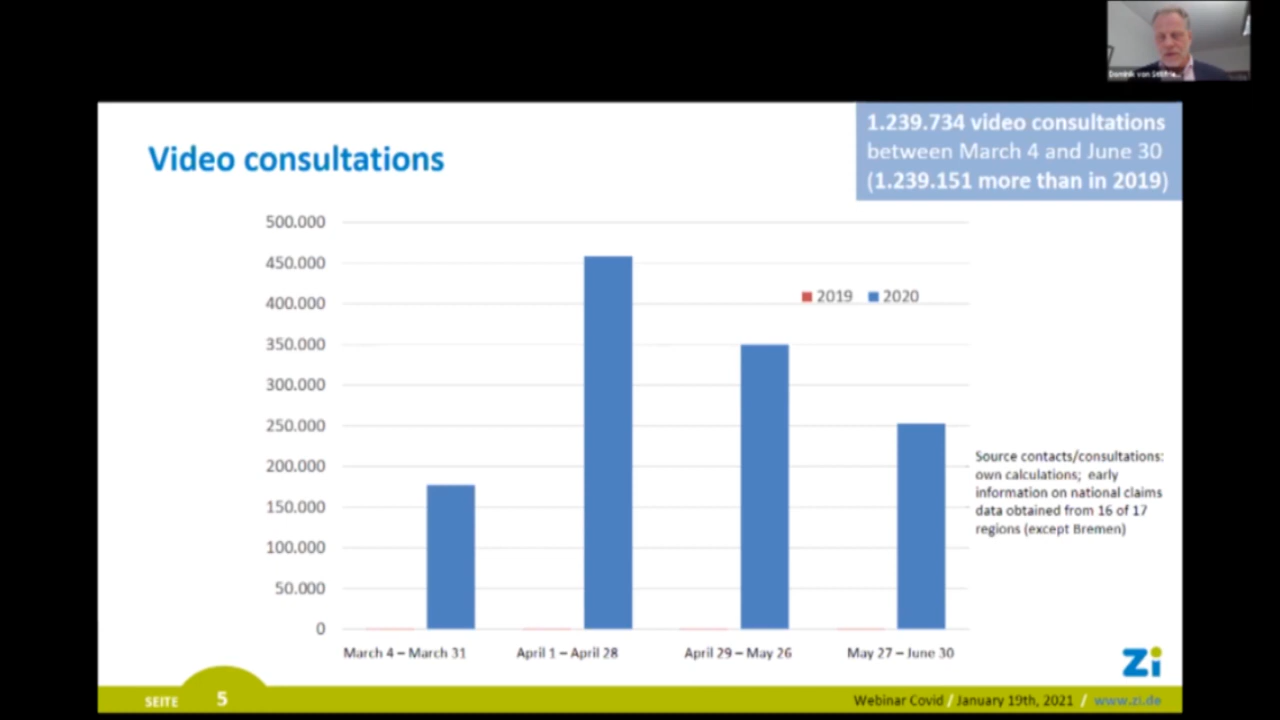 Dominik von
Video consultations
1.239.734 video consultations
between March 4 and June 30
(1.239.151 more than in 2019)
500.000
450.000
400.000
350.000
300.000
250.000
200.000
150.000
100.000
50.000
0
2019 2020
March 4 – March 31 April 1 – April 28 April 29 – May 26 May 27 – June 30
Source contacts/consultations:
own calculations; early
information on national claims
data obtained from 16 of 17
regions (except Bremen)
Zi
SEITE 5
Webinar Covid / January 19th, 2021 / www.zi.de